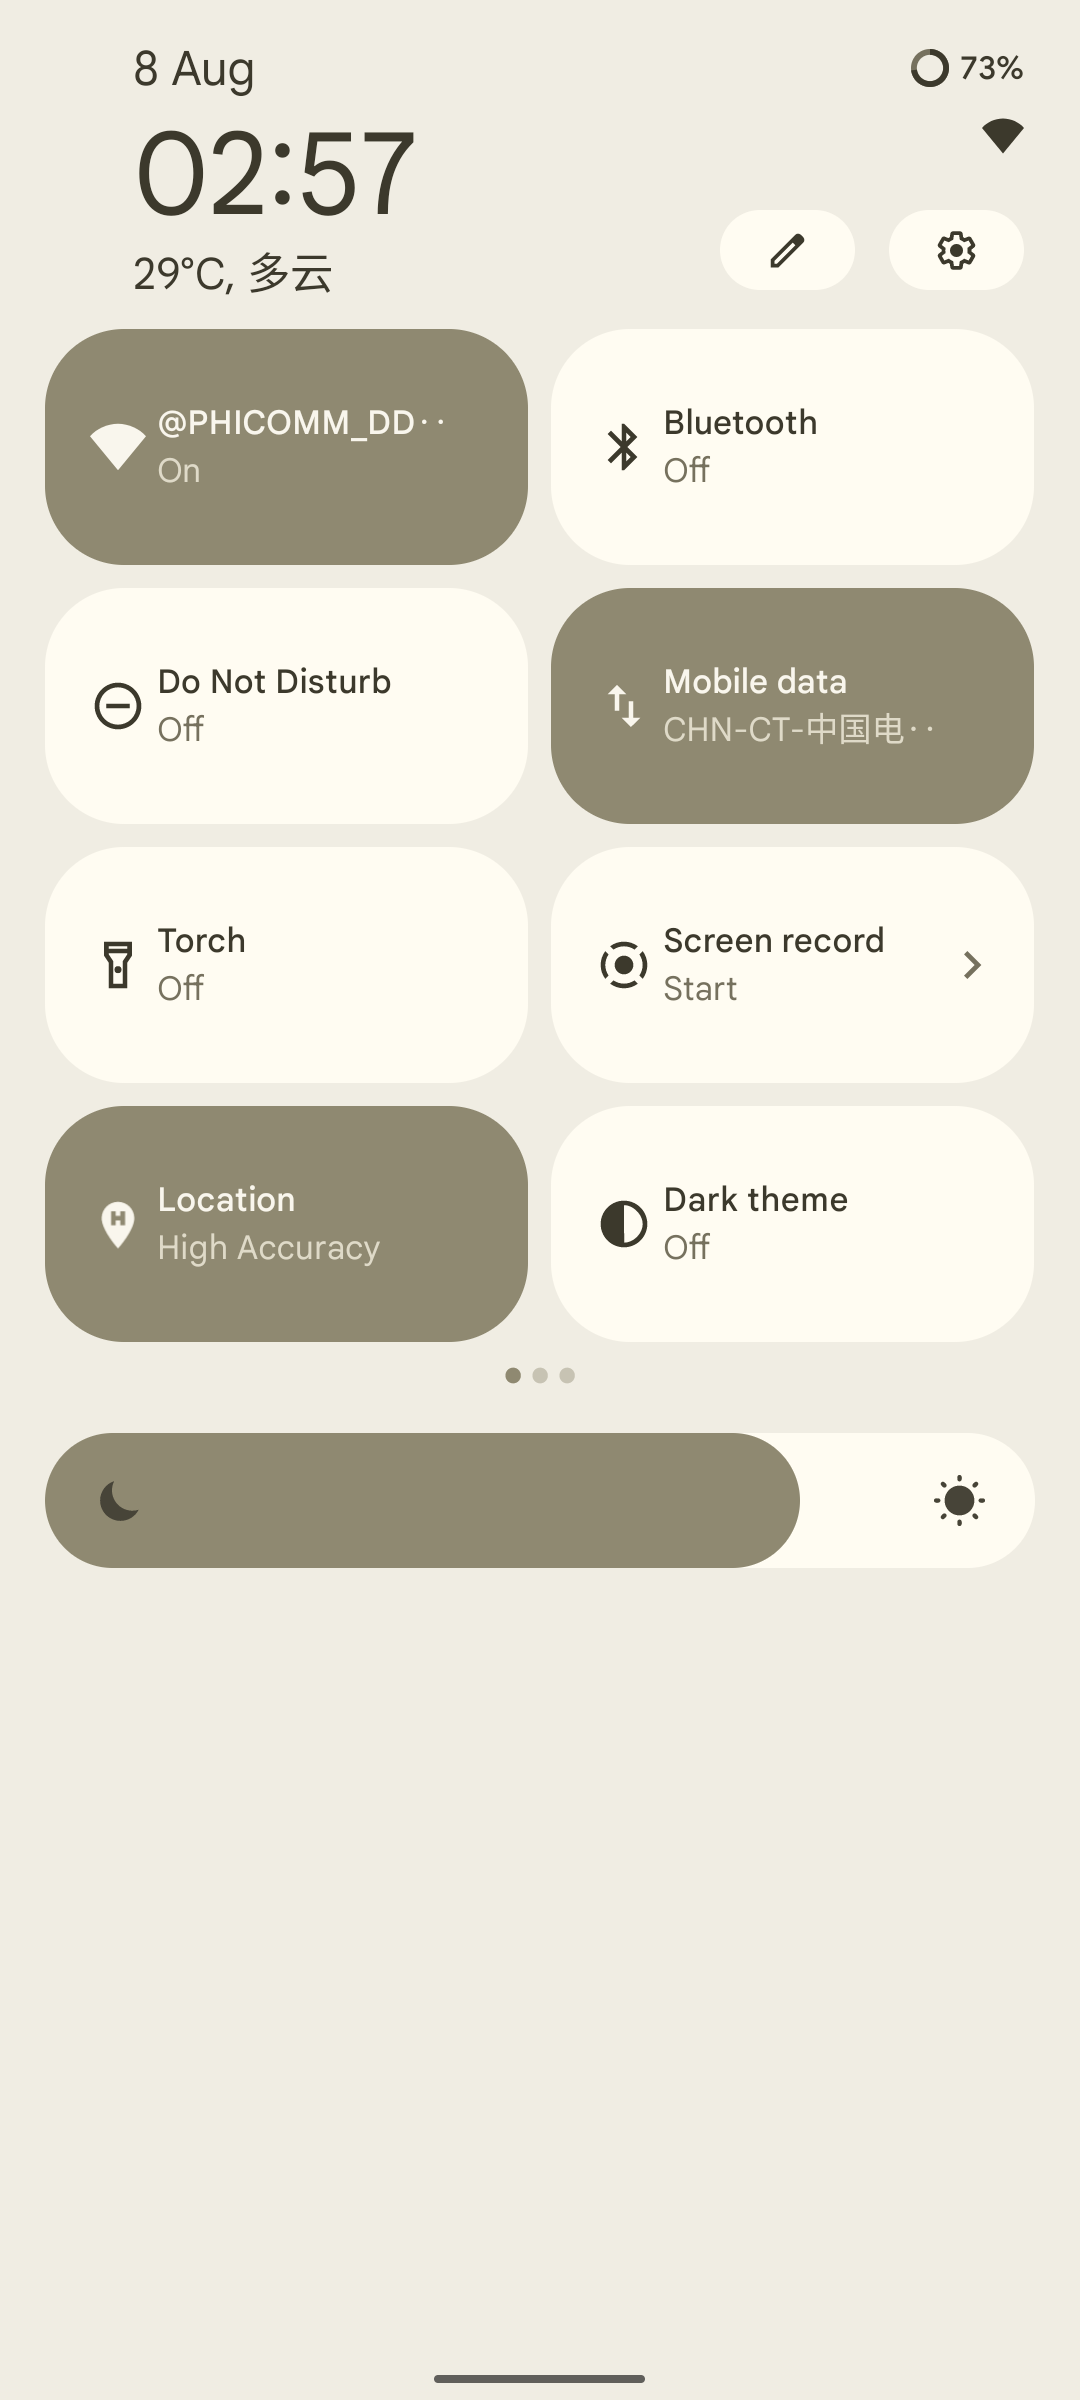 8 Aug
73%
02:57
29°C, 多云
@PHICOMM_DD··
On
Bluetooth
Off
Do Not Disturb
Off
Mobile data
CHN-CT-中国电··
Torch
Off
Screen record
Start
Location
High Accuracy
Dark theme
Off